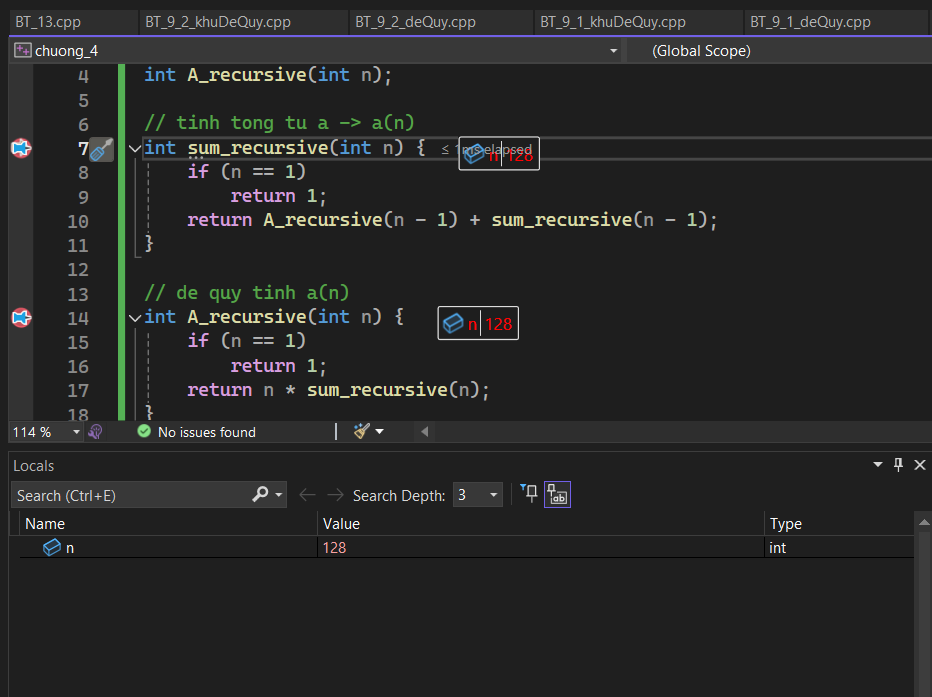 BT_13.cpp BT_9_2_khuDeQuy.cpp BT_9_2_deQuy.cpp BT_9_1_khuDeQuy.cpp BT_9_1_deQuy.cpp
chuong_4 (Global Scope)
4 int A_recursive(int n);
5
6 // tinh tong tu a -> a(n)
7 int sum_recursive(int n) { ≤ 1ms elapsed n 128
8 if (n == 1)
9 return 1;
10 return A_recursive(n - 1) + sum_recursive(n - 1);
11 }
12
13 // de quy tinh a(n)
14 int A_recursive(int n) { n 128
15 if (n == 1)
16 return 1;
17 return n * sum_recursive(n);
18 }
114 % No issues found
Locals
Search (Ctrl+E) Search Depth: 3
Name Value Type
n 128 int